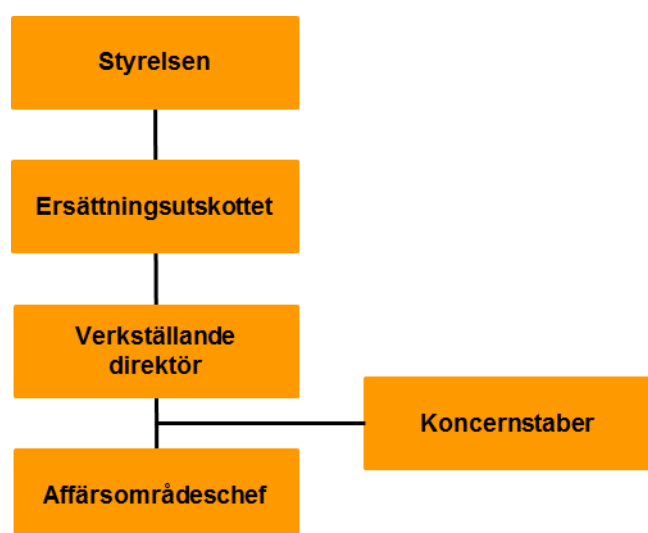 Styrelsen
Ersättningsutskottet
Verkställande
direktör
Koncernstaber
Affärsområdeschef